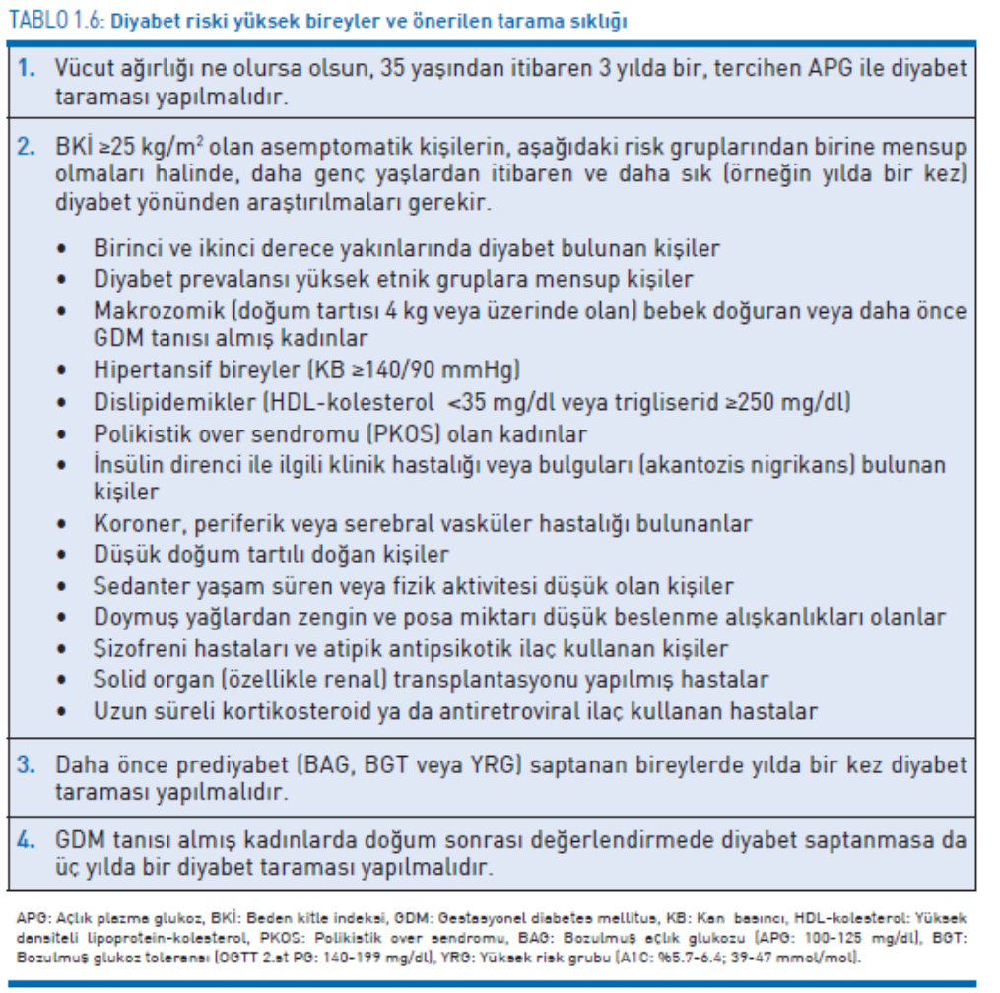 TABLO 1.6: Diyabet riski yüksek bireyler ve önerilen tarama sıklığı
1. Vücut ağırlığı ne olursa olsun, 35 yaşından itibaren 3 yılda bir, tercihen APG ile diyabet
taraması yapılmalıdır.
2. BKİ ≥25 kg/m² olan asemptomatik kişilerin, aşağıdaki risk gruplarından birine mensup
olmaları halinde, daha genç yaşlardan itibaren ve daha sık (örneğin yılda bir kez)
diyabet yönünden araştırılmaları gerekir.
• Birinci ve ikinci derece yakınlarında diyabet bulunan kişiler
• Diyabet prevalansı yüksek etnik gruplara mensup kişiler
• Makrozomik (doğum tartısı 4 kg veya üzerinde olan) bebek doğuran veya daha önce
GDM tanısı almış kadınlar
• Hipertansif bireyler (KB ≥140/90 mmHg)
• Dislipidemikler (HDL-kolesterol <35 mg/dl veya trigliserid ≥250 mg/dl)
• Polikistik over sendromu (PKOS) olan kadınlar
• İnsülin direnci ile ilgili klinik hastalığı veya bulguları (akantozis nigrikans) bulunan
kişiler
• Koroner, periferik veya serebral vasküler hastalığı bulunanlar
• Düşük doğum tartılı doğan kişiler
• Sedanter yaşam süren veya fizik aktivitesi düşük olan kişiler
• Doymuş yağlardan zengin ve posa miktarı düşük beslenme alışkanlıkları olanlar
• Şizofreni hastaları ve atipik antipsikotik ilaç kullanan kişiler
• Solid organ (özellikle renal) transplantasyonu yapılmış hastalar
• Uzun süreli kortikosteroid ya da antiretroviral ilaç kullanan hastalar
3. Daha önce prediyabet (BAG, BGT veya YRG) saptanan bireylerde yılda bir kez diyabet
taraması yapılmalıdır.
4. GDM tanısı almış kadınlarda doğum sonrası değerlendirmede diyabet saptanmasa da
üç yılda bir diyabet taraması yapılmalıdır.
APG: Açlık plazma glukoz, BKİ: Beden kitle indeksi, GDM: Gestasyonel diabetes mellitus, KB: Kan basıncı, HDL-kolesterol: Yüksek
dansiteli lipoprotein-kolesterol, PKOS: Polikistik over sendromu, BAG: Bozulmuş açlık glukozu (APG: 100-125 mg/dl), BGT:
Bozulmuş glukoz toleransı (OGTT 2.st PG: 140-199 mg/dl), YRG: Yüksek risk grubu (A1C: %5.7-6.4; 39-47 mmol/mol).